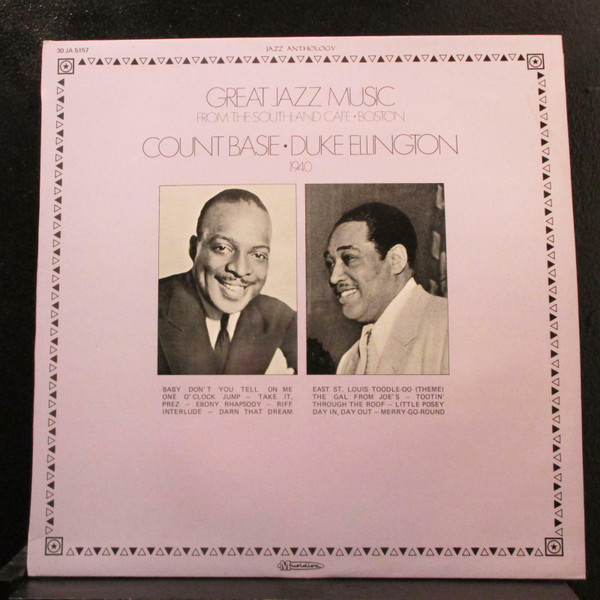 30 JA 5157
JAZZ ANTHOLOGY
GREAT JAZZ MUSIC
FROM THE SOUTHLAND CAFE • BOSTON
COUNT BASIE • DUKE ELLINGTON
1940
BABY DON'T YOU TELL ON ME
ONE O'CLOCK JUMP – TAKE IT,
PREZ – EBONY RHAPSODY – RIFF
INTERLUDE – DARN THAT DREAM
EAST ST. LOUIS TOODLE-OO (THEME)
THE GAL FROM JOE'S – TOOTIN'
THROUGH THE ROOF – LITTLE POSEY
DAY IN, DAY OUT – MERRY-GO-ROUND
Musidisc